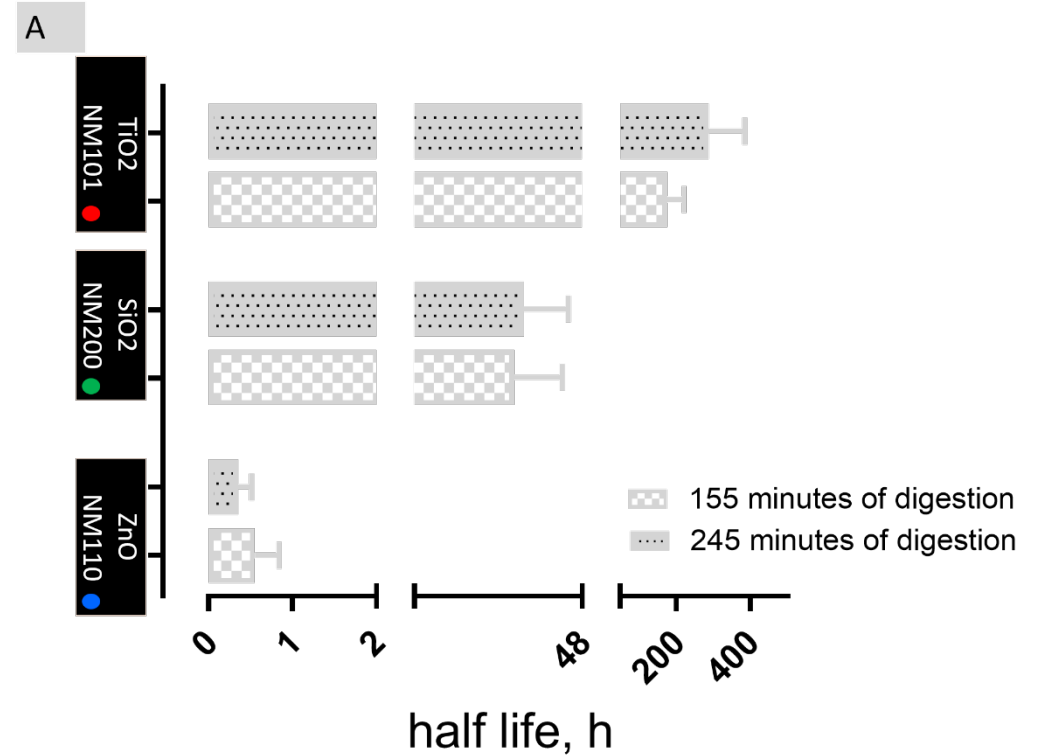 A
TiO2
NM101
SiO2
NM200
ZnO
NM110
155 minutes of digestion
245 minutes of digestion
0 1 2 48 200 400
half life, h